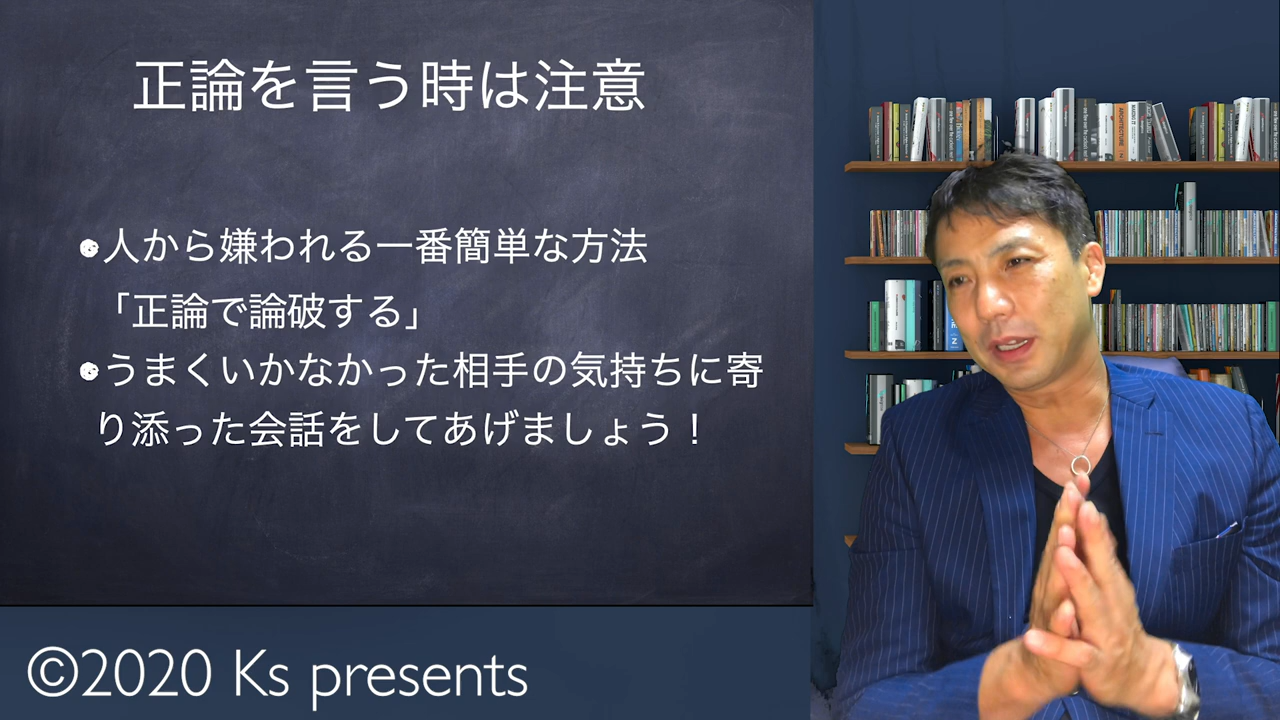 正論を言う時は注意
●人から嫌われる一番簡単な方法
「正論で論破する」
●うまくいかなかった相手の気持ちに寄
り添った会話をしてあげましょう！
©2020 Ks presents
ARCHITECTURE